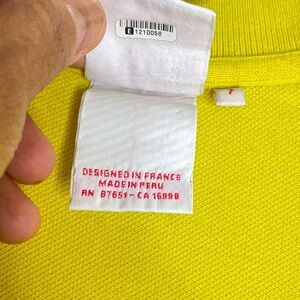 E 1210058
DESIGNED IN FRANCE
MADE IN PERU
RN 87651 - CA 16998